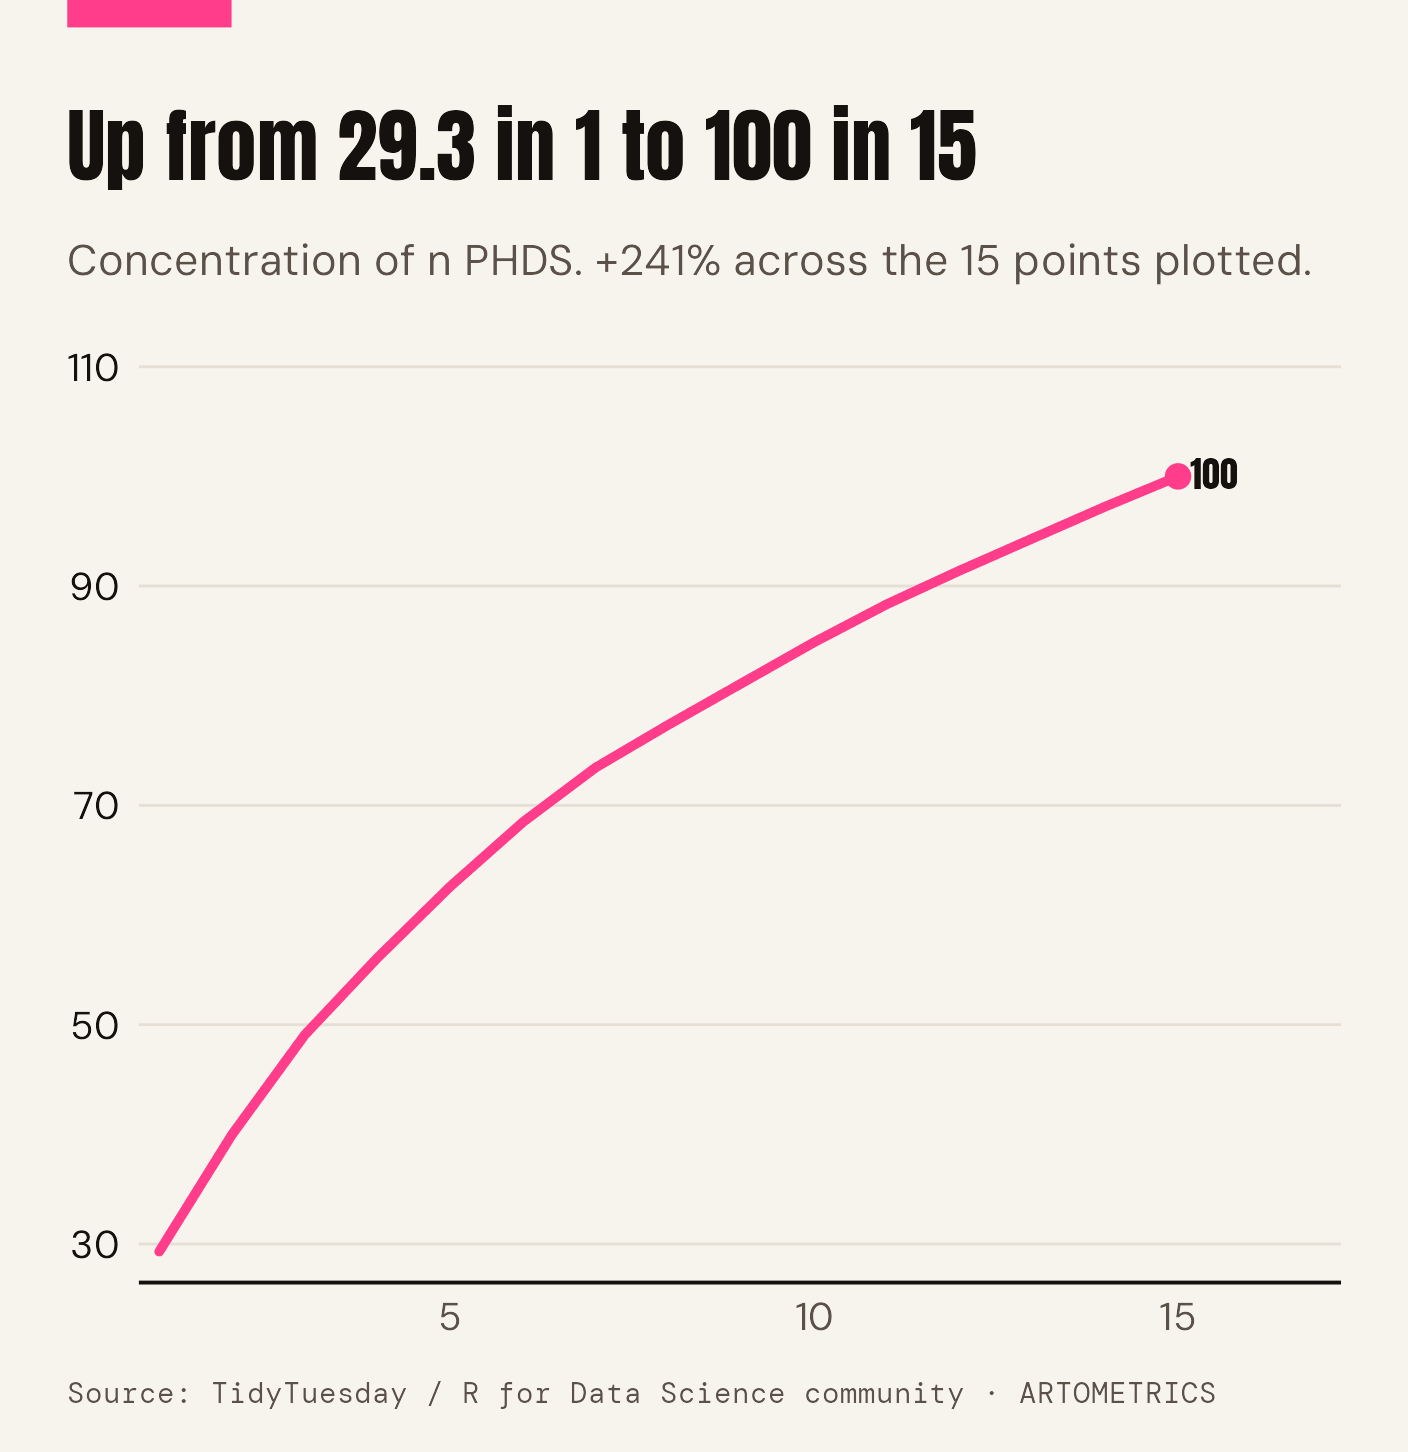 Up from 29.3 in 1 to 100 in 15
Concentration of n PHDS. +241% across the 15 points plotted.
110
100
90
70
50
30
5 10 15
Source: TidyTuesday / R for Data Science community · ARTOMETRICS